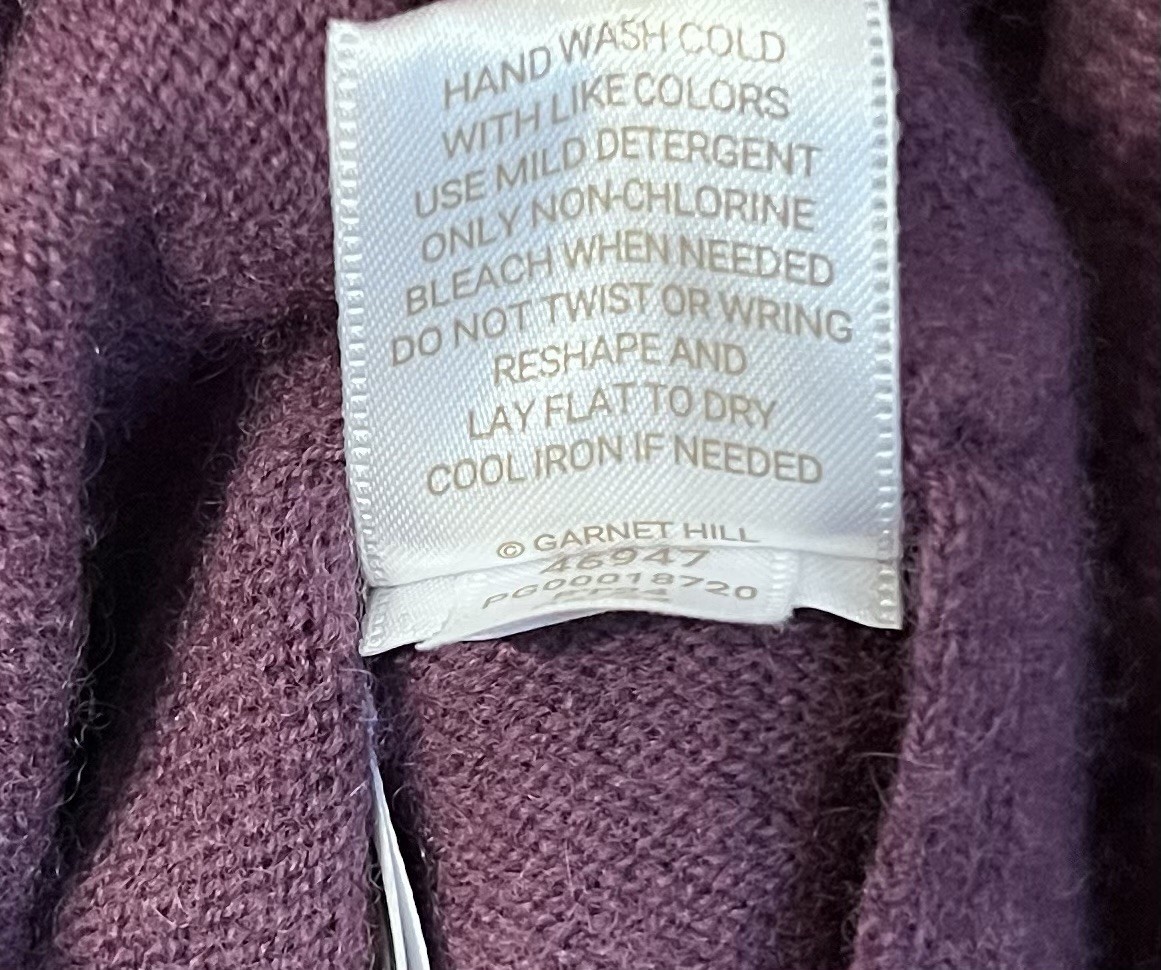 HAND WASH COLD
WITH LIKE COLORS
USE MILD DETERGENT
ONLY NON-CHLORINE
BLEACH WHEN NEEDED
DO NOT TWIST OR WRING
RESHAPE AND
LAY FLAT TO DRY
COOL IRON IF NEEDED
© GARNET HILL
46947
PG00018720